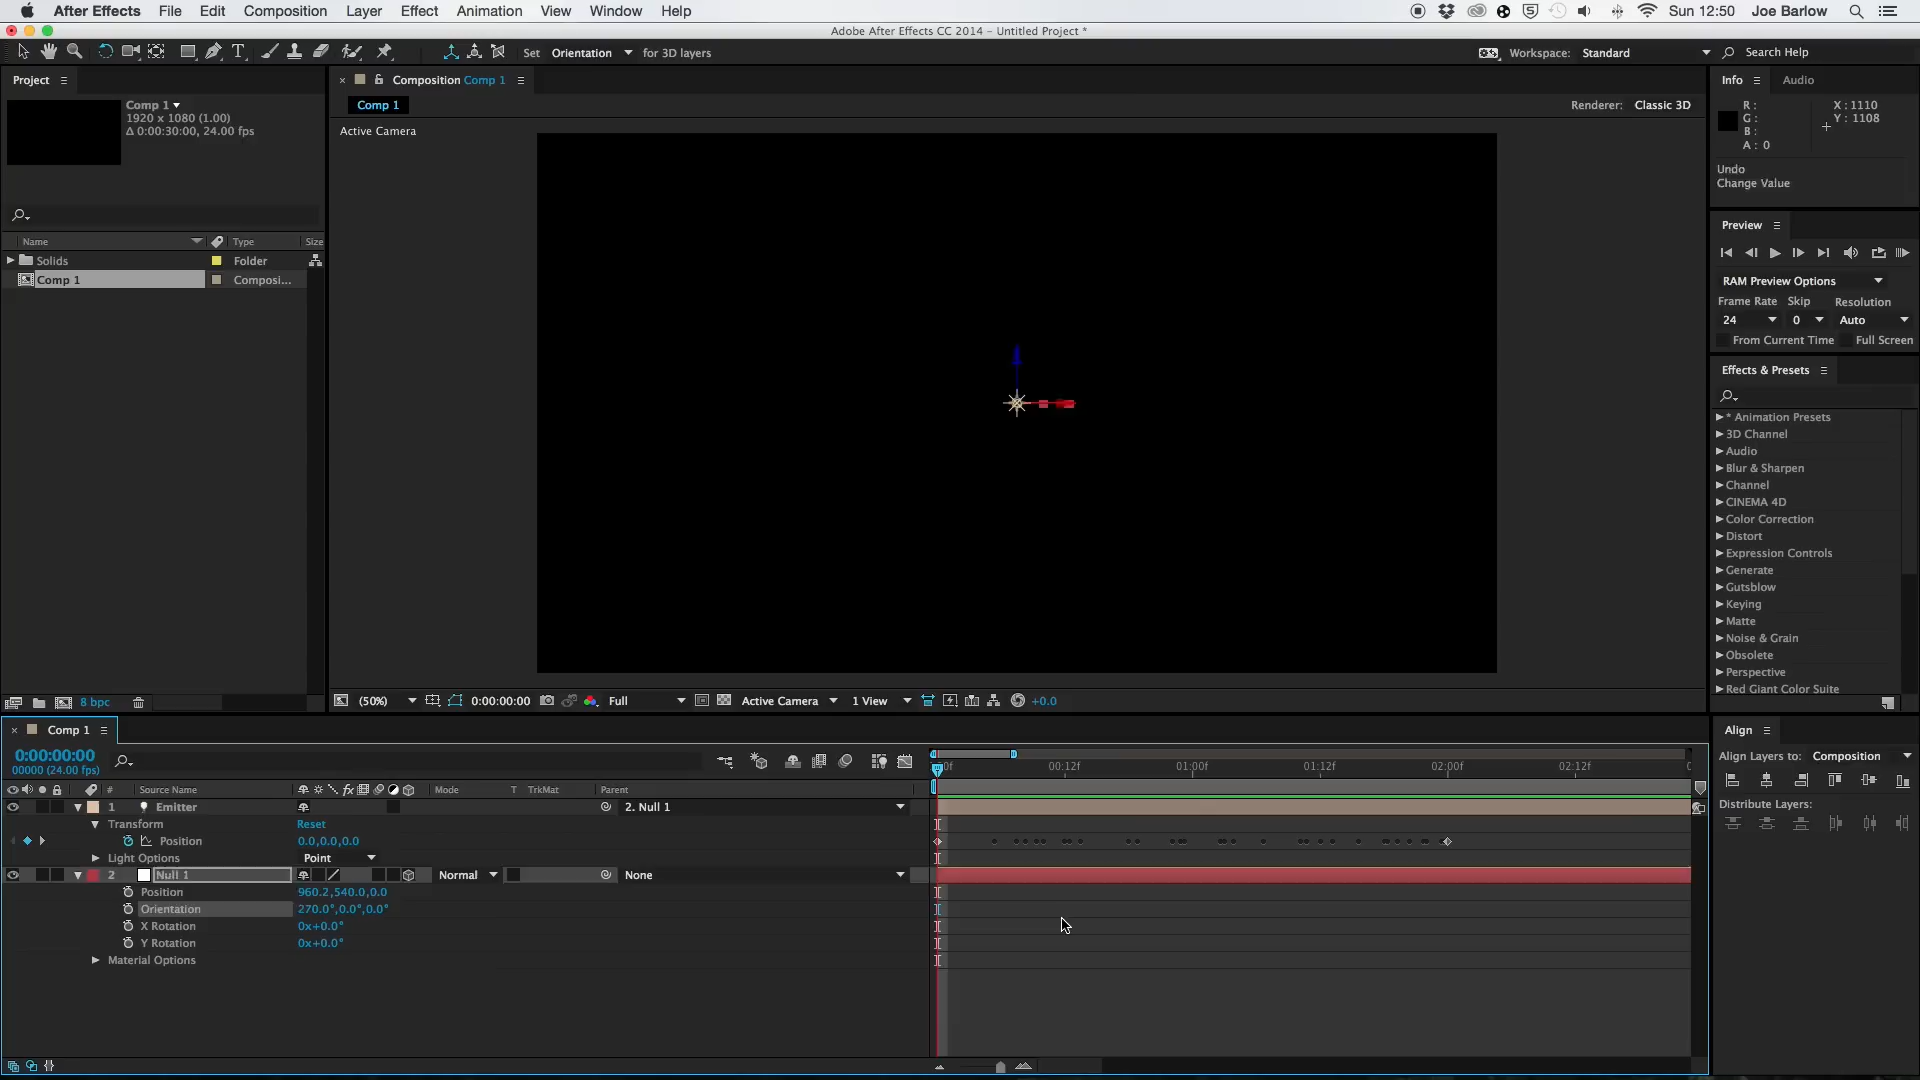 After Effects File Edit Composition Layer Effect Animation View Window Help Sun 12:50 Joe Barlow
Adobe After Effects CC 2014 – Untitled Project *
Set Orientation for 3D layers Workspace: Standard Search Help
Project
Comp 1
1920 x 1080 (1.00)
Δ 0:00:30:00, 24.00 fps
Name Type Size
Solids Folder
Comp 1 Composi...
8 bpc
Composition Comp 1
Comp 1
Renderer: Classic 3D
Active Camera
(50%) 0:00:00:00 Full Active Camera 1 View +0.0
Info Audio
R : X : 1110
G : Y : 1108
B :
A : 0
Undo
Change Value
Preview
RAM Preview Options
Frame Rate Skip Resolution
24 0 Auto
From Current Time Full Screen
Effects & Presets
* Animation Presets
3D Channel
Audio
Blur & Sharpen
Channel
CINEMA 4D
Color Correction
Distort
Expression Controls
Generate
Gutsblow
Keying
Matte
Noise & Grain
Obsolete
Perspective
Red Giant Color Suite
Comp 1
0:00:00:00
00000 (24.00 fps)
00:12f 01:00f 01:12f 02:00f 02:12f
# Source Name Mode T TrkMat Parent
1 Emitter 2. Null 1
Transform Reset
Position 0.0,0.0,0.0
Light Options Point
2 Null 1 Normal None
Position 960.2,540.0,0.0
Orientation 270.0°,0.0°,0.0°
X Rotation 0x+0.0°
Y Rotation 0x+0.0°
Material Options
Align
Align Layers to: Composition
Distribute Layers: